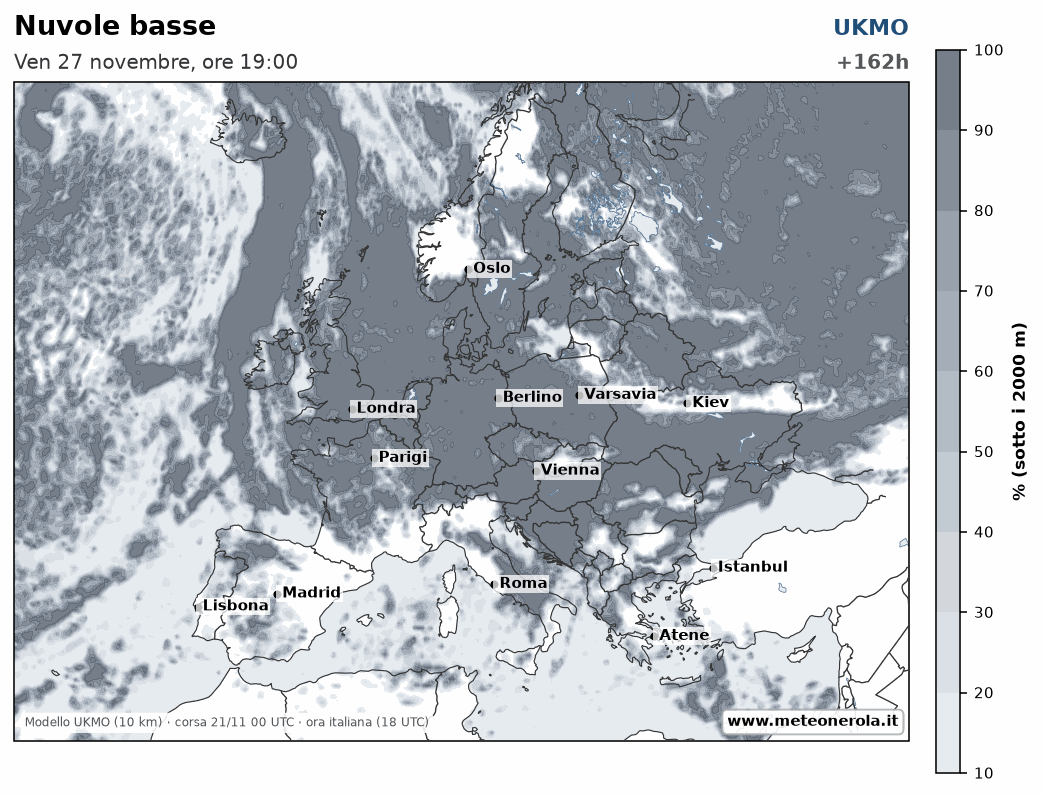 Nuvole basse
UKMO
Ven 27 novembre, ore 19:00
+162h
Oslo
Londra
Berlino
Varsavia
Kiev
Parigi
Vienna
Istanbul
Roma
Madrid
Lisbona
Atene
Modello UKMO (10 km) · corsa 21/11 00 UTC · ora italiana (18 UTC)
www.meteonerola.it
100
90
80
70
60
50
40
30
20
10
% (sotto i 2000 m)